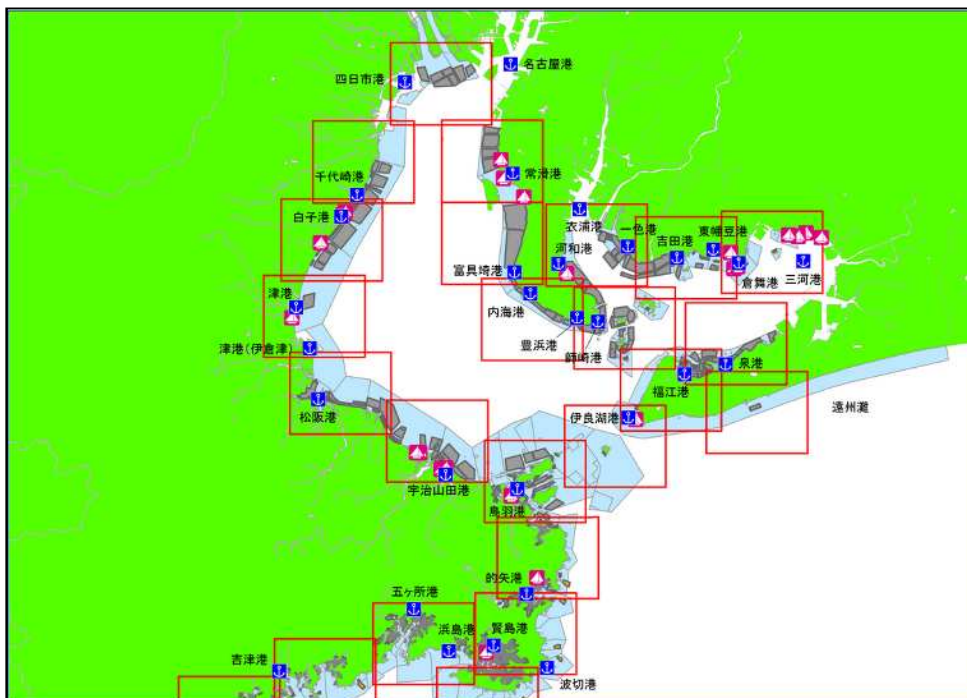 名古屋港
四日市港
常滑港
千代崎港
白子港
衣浦港
一色港
吉田港
東幡豆港
河和港
富具崎港
倉舞港
三河港
津港
内海港
豊浜港
師崎港
津港(伊倉津)
泉港
福江港
遠州灘
伊良湖港
松阪港
宇治山田港
鳥羽港
的矢港
五ヶ所港
浜島港
賢島港
吉津港
波切港